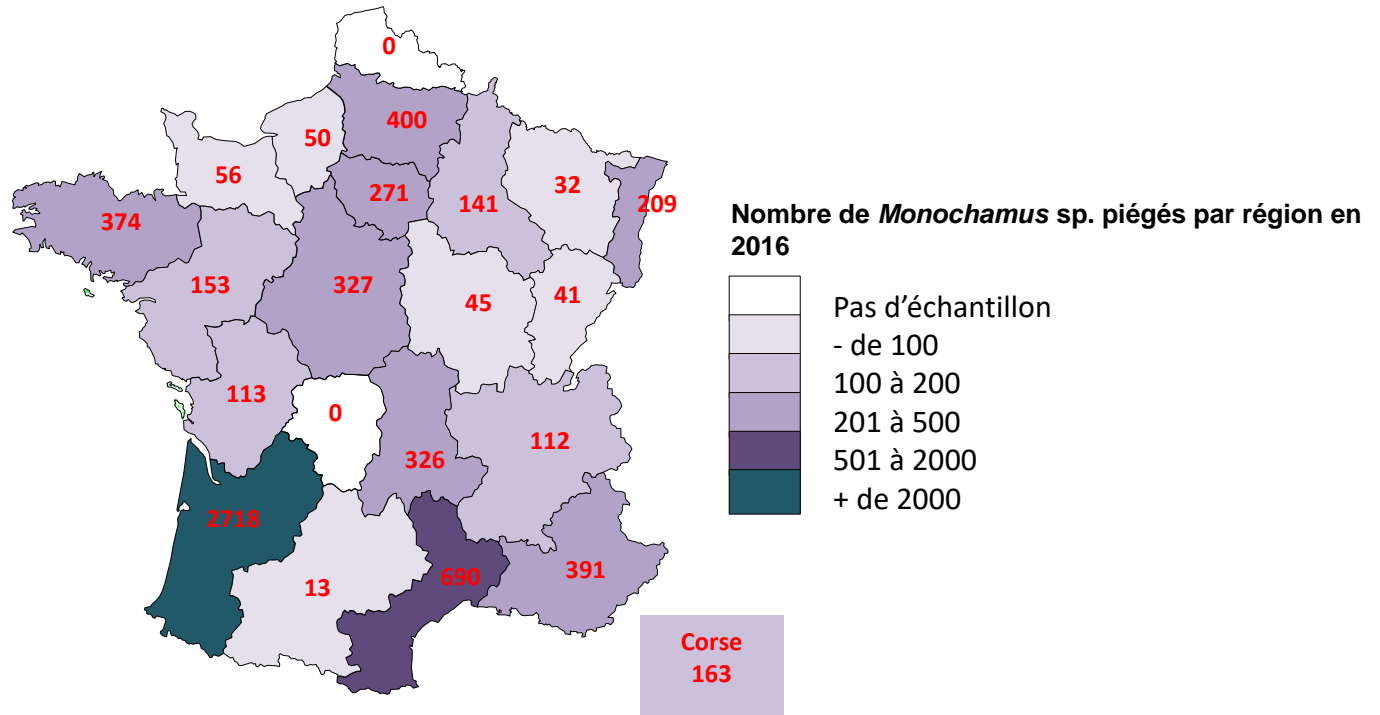 0
400
50
56
271
141
32
209
374
153
327
45
41
113
0
326
112
2718
13
690
391
Corse
163
Nombre de Monochamus sp. piégés par région en
2016
Pas d'échantillon
- de 100
100 à 200
201 à 500
501 à 2000
+ de 2000